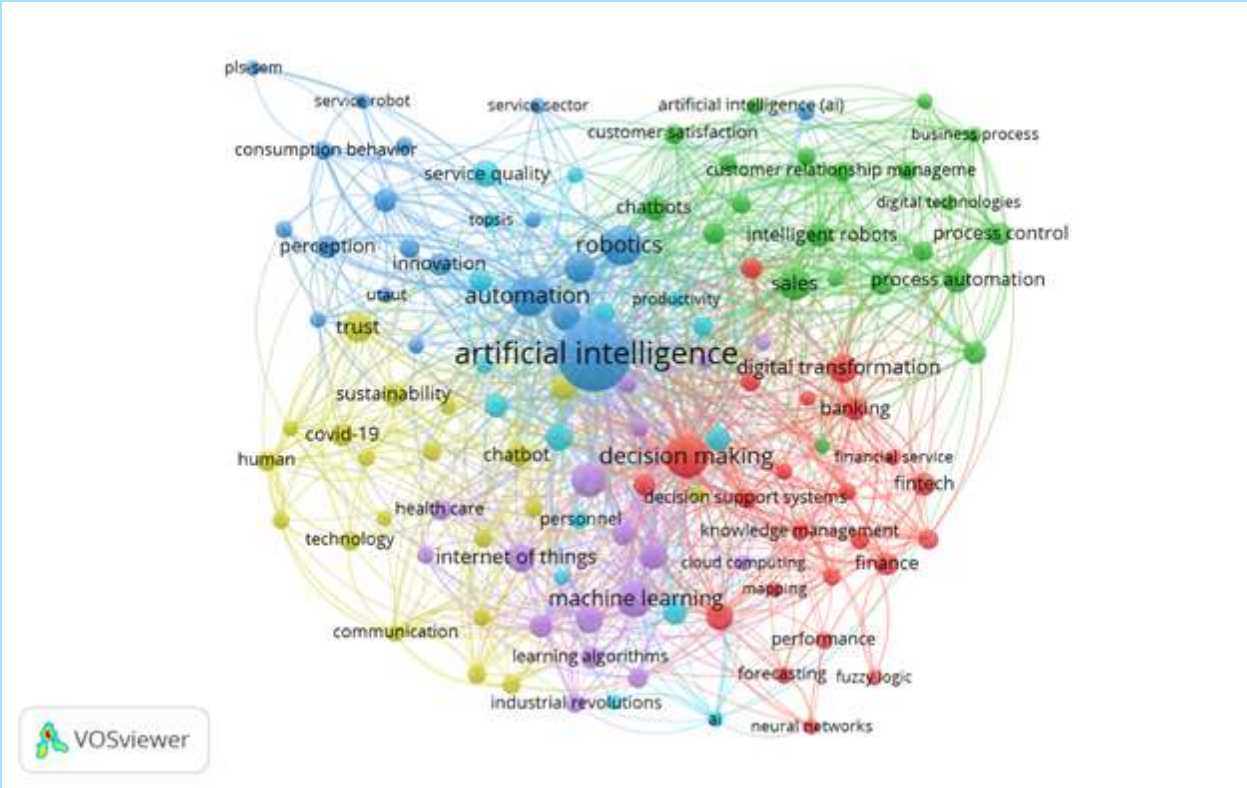 pls-sem
service robot
service sector
artificial intelligence (ai)
customer satisfaction
business process
consumption behavior
service quality
customer relationship manageme
chatbots
digital technologies
topsis
perception
robotics
intelligent robots
process control
innovation
utaut
automation
productivity
sales
process automation
trust
artificial intelligence
digital transformation
sustainability
banking
covid-19
human
chatbot
decision making
financial service
fintech
decision support systems
health care
personnel
technology
knowledge management
internet of things
cloud computing
finance
machine learning
mapping
communication
performance
learning algorithms
forecasting
fuzzy logic
industrial revolutions
ai
neural networks
VOSviewer